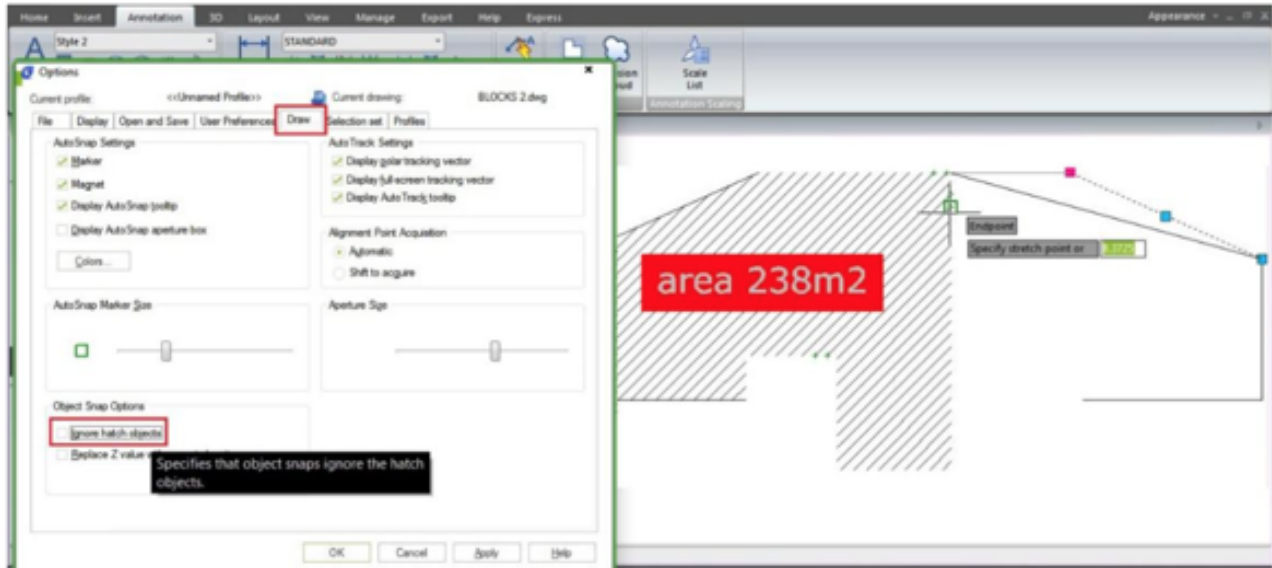 Home Insert Annotation 3D Layout View Manage Export Help Express Appearance
Style 2 STANDARD
Scale
List
Annotation Scaling
Options
Current profile: <<Unnamed Profile>> Current drawing: BLOCKS 2.dwg
File Display Open and Save User Preferences Draw Selection set Profiles
AutoSnap Settings
Marker
Magnet
Display AutoSnap tooltip
Display AutoSnap aperture box
Colors...
AutoTrack Settings
Display polar tracking vector
Display full-screen tracking vector
Display AutoTrack tooltip
Alignment Point Acquisition
Automatic
Shift to acquire
AutoSnap Marker Size
Aperture Size
Object Snap Options
Ignore hatch objects
Replace Z value
Specifies that object snaps ignore the hatch
objects.
OK Cancel Apply Help
area 238m2
Endpoint
Specify stretch point or